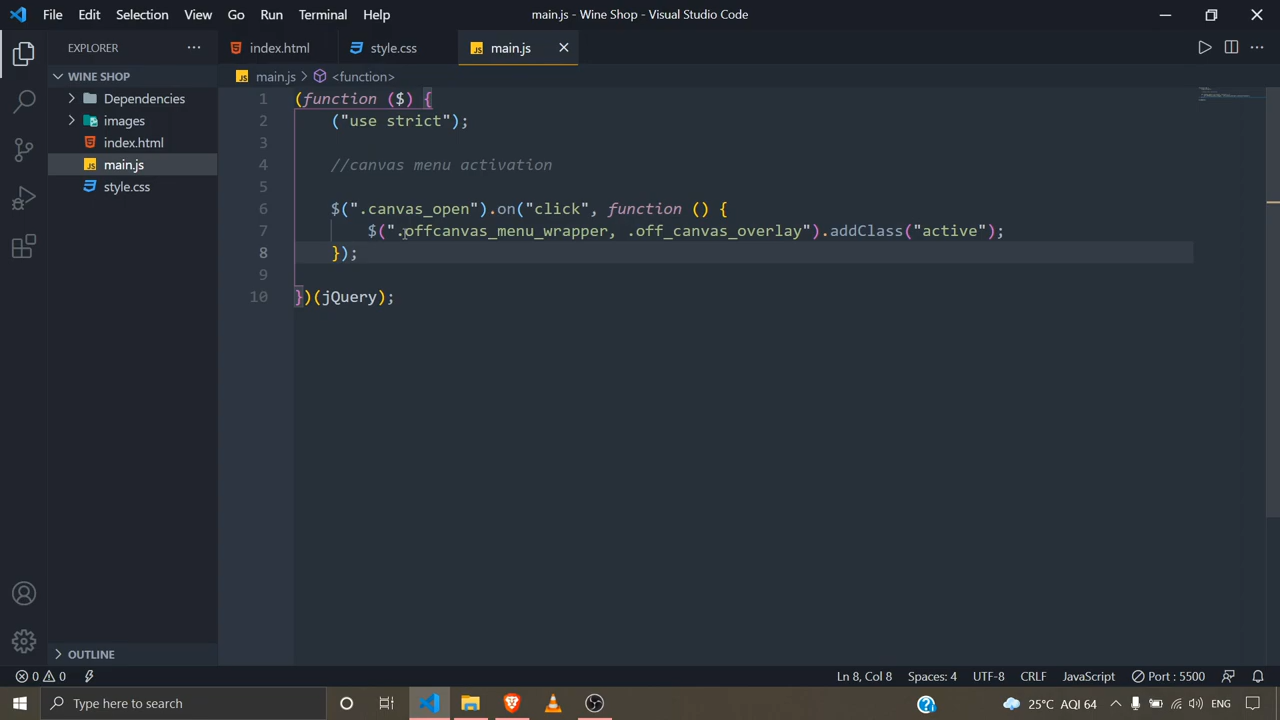 File Edit Selection View Go Run Terminal Help main.js - Wine Shop - Visual Studio Code
EXPLORER
index.html style.css JS main.js
WINE SHOP
JS main.js > <function>
Dependencies
images
index.html
JS main.js
style.css
1 (function ($) {
2 ("use strict");
3
4 //canvas menu activation
5
6 $(".canvas_open").on("click", function () {
7 $(".offcanvas_menu_wrapper, .off_canvas_overlay").addClass("active");
8 });
9
10 })(jQuery);
OUTLINE
0 0 Ln 8, Col 8 Spaces: 4 UTF-8 CRLF JavaScript Port : 5500
Type here to search 25°C AQI 64 ENG